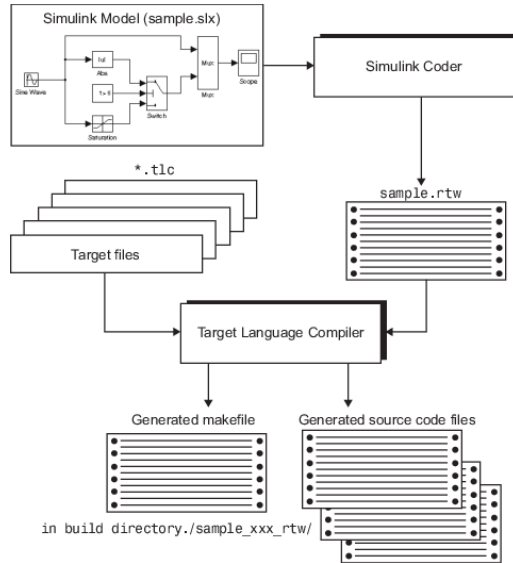 Simulink Model (sample.slx)
|u|
Abs
Sine Wave
Switch
Saturation
Mux
Mux
Scope
Simulink Coder
*.tlc
sample.rtw
Target files
Target Language Compiler
Generated makefile
Generated source code files
in build directory./sample_xxx_rtw/